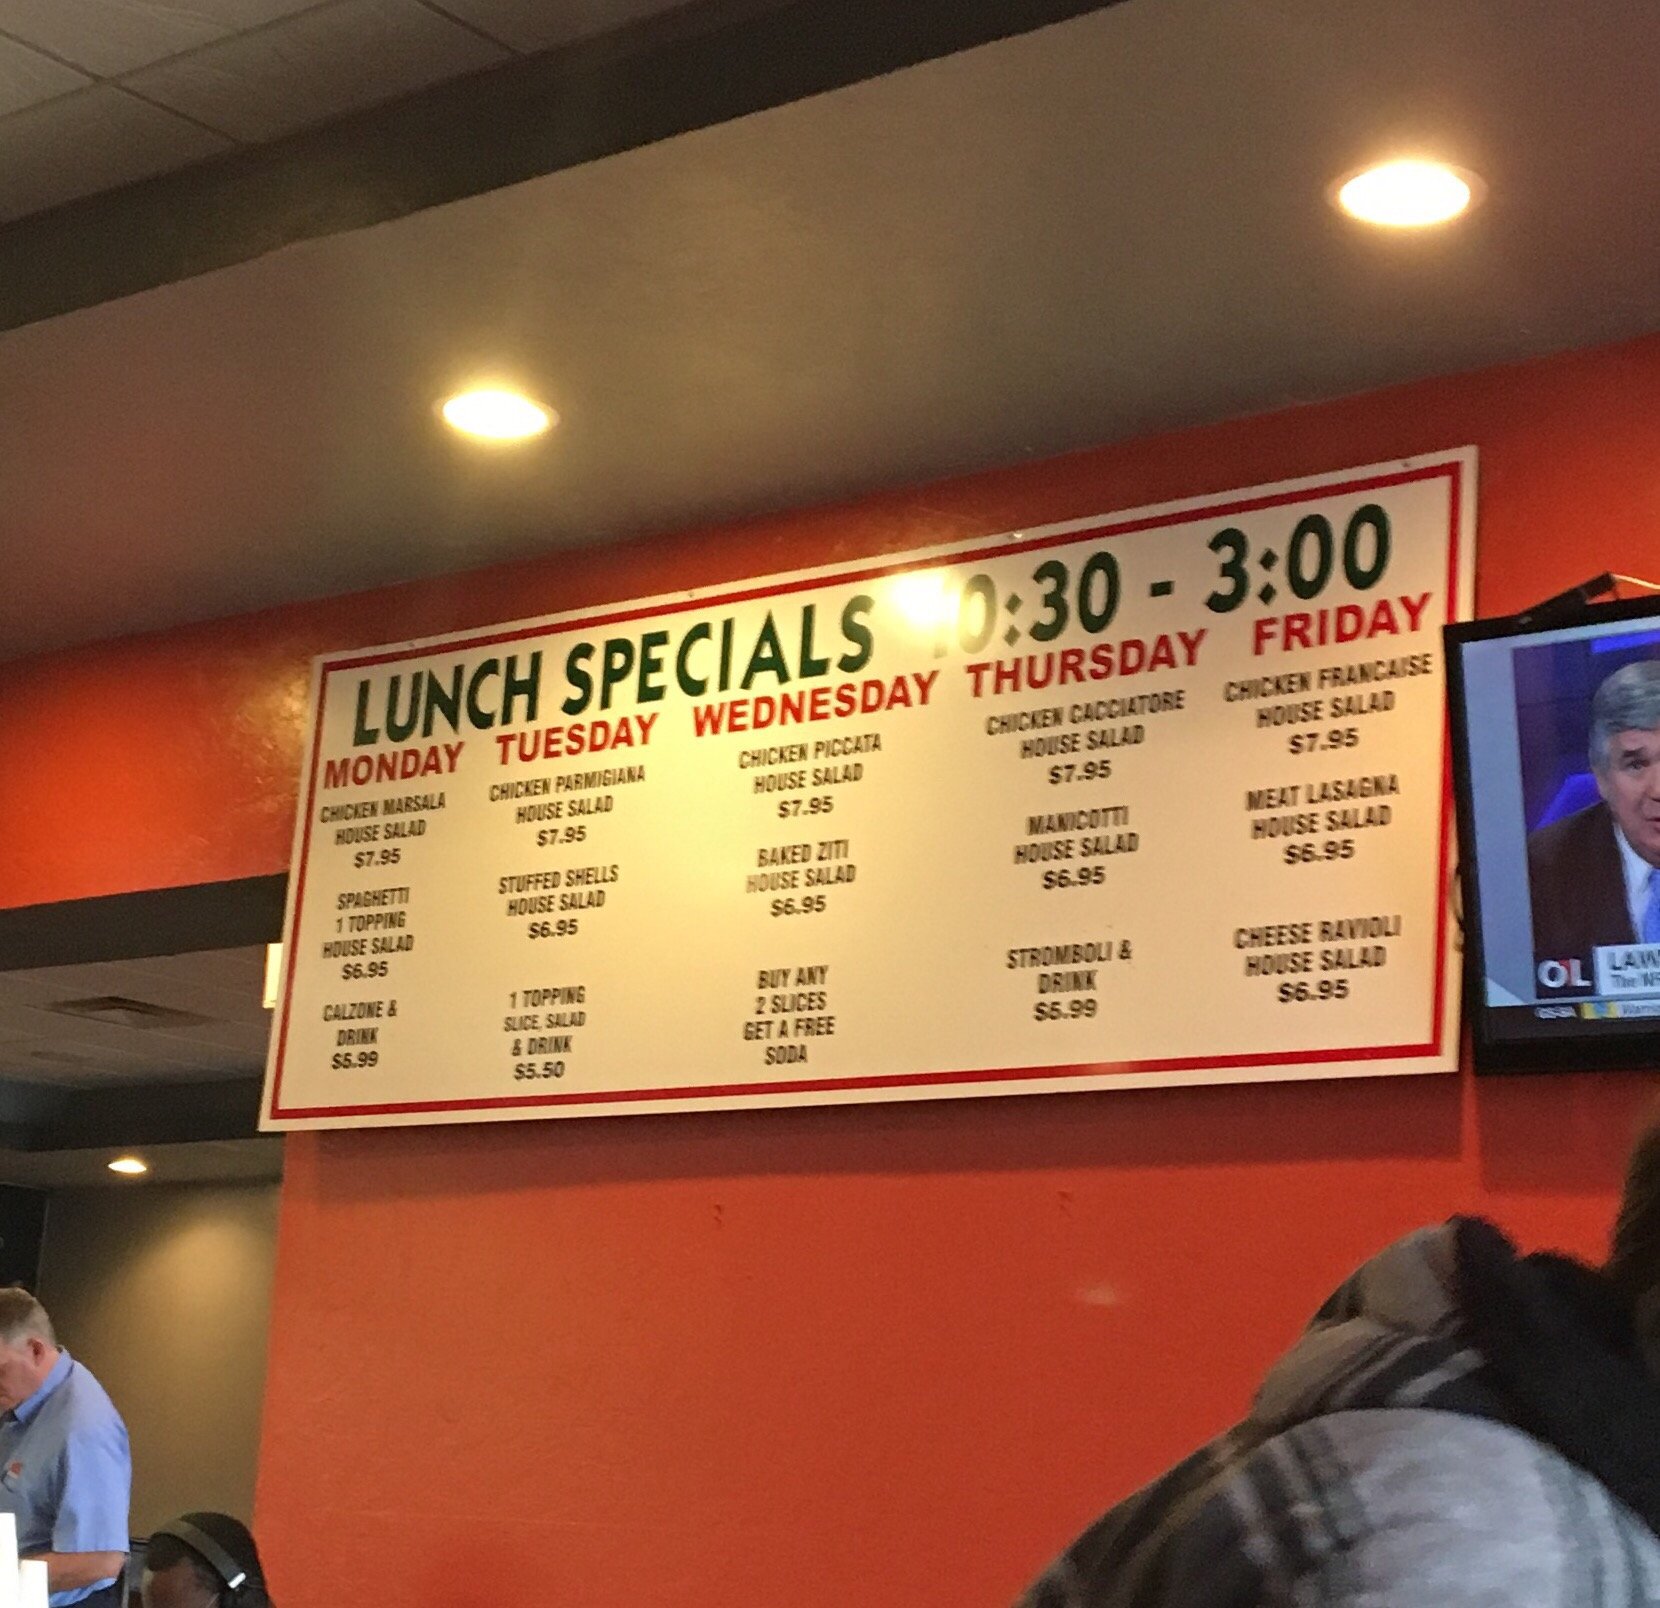 LUNCH SPECIALS 10:30 - 3:00
MONDAY TUESDAY WEDNESDAY THURSDAY FRIDAY
CHICKEN MARSALA
HOUSE SALAD
$7.95
SPAGHETTI
1 TOPPING
HOUSE SALAD
$6.95
CALZONE &
DRINK
$5.99
CHICKEN PARMIGIANA
HOUSE SALAD
$7.95
STUFFED SHELLS
HOUSE SALAD
$6.95
1 TOPPING
SLICE, SALAD
& DRINK
$5.50
CHICKEN PICCATA
HOUSE SALAD
$7.95
BAKED ZITI
HOUSE SALAD
$6.95
BUY ANY
2 SLICES
GET A FREE
SODA
CHICKEN CACCIATORE
HOUSE SALAD
$7.95
MANICOTTI
HOUSE SALAD
$6.95
STROMBOLI &
DRINK
$5.99
CHICKEN FRANCAISE
HOUSE SALAD
$7.95
MEAT LASAGNA
HOUSE SALAD
$6.95
CHEESE RAVIOLI
HOUSE SALAD
$6.95
OL
The